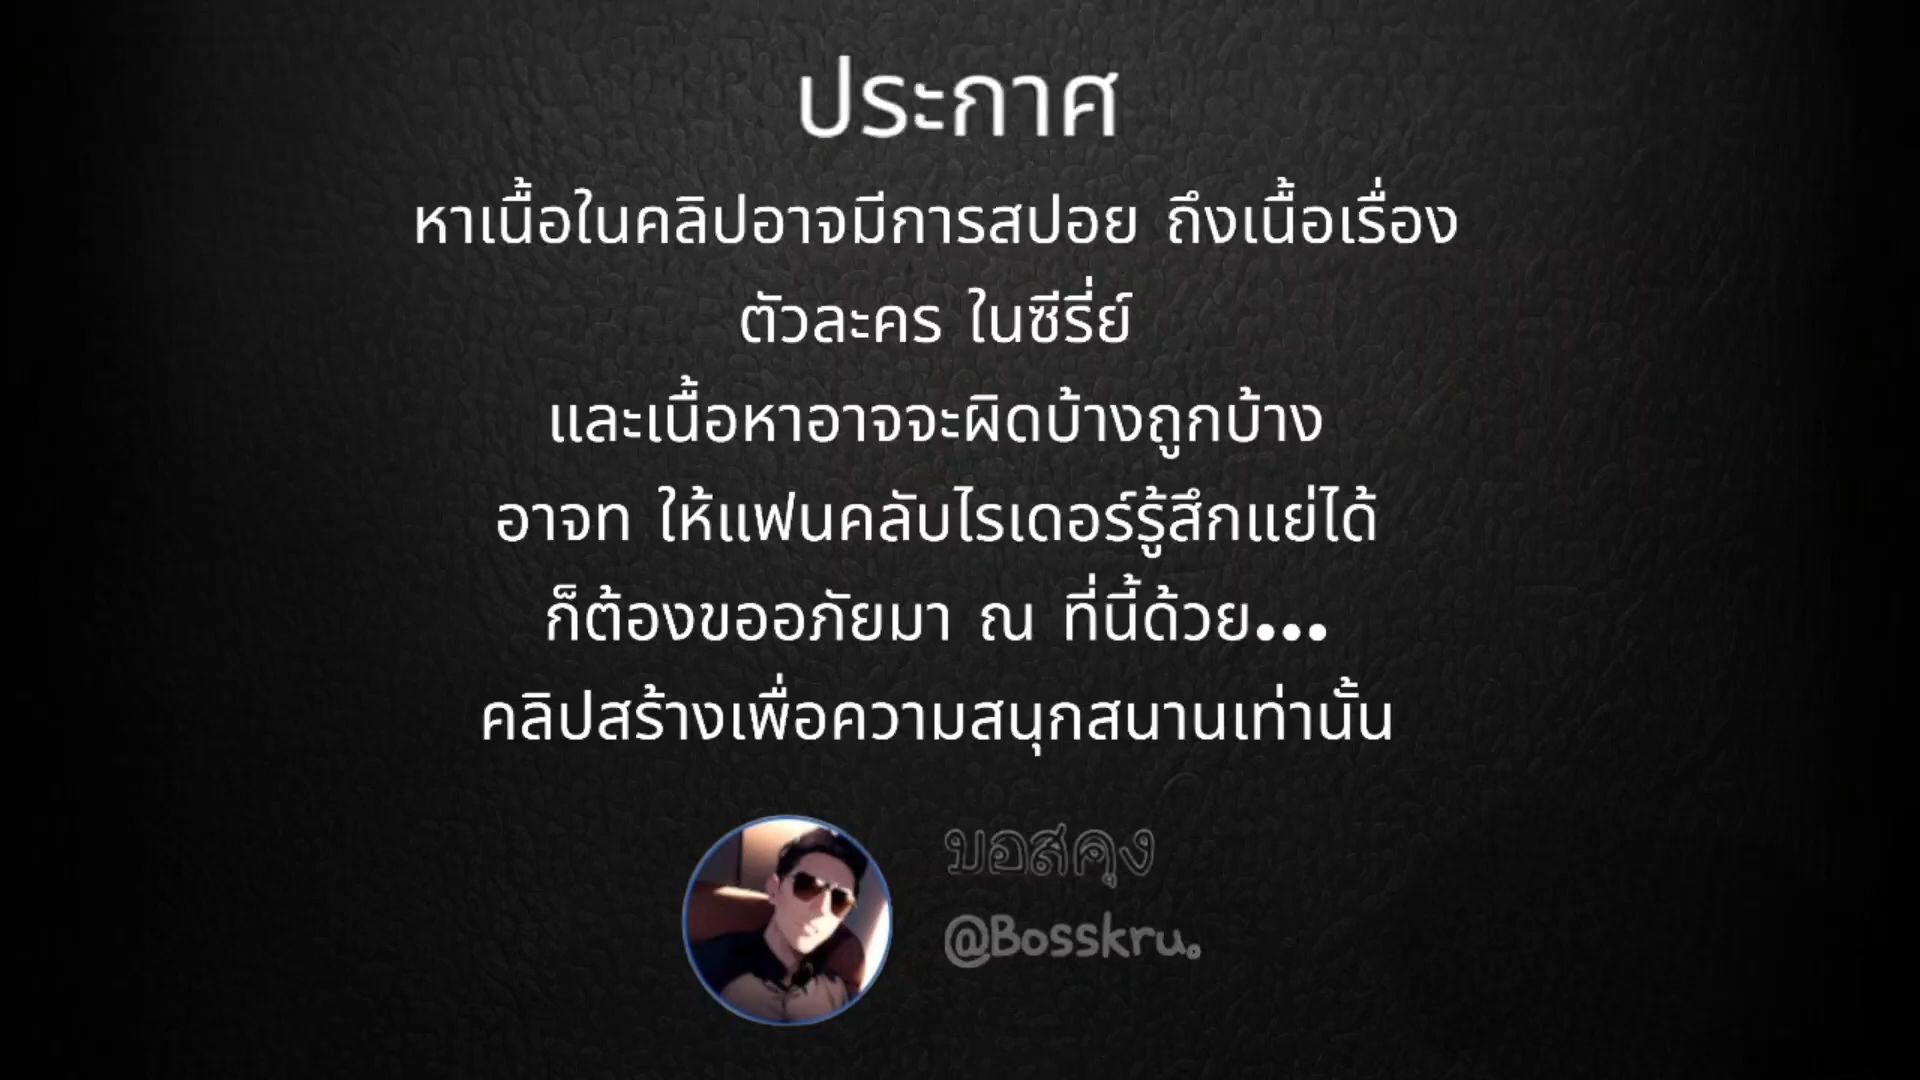 ประกาศ
หาเนื้อในคลิปอาจมีการสปอย ถึงเนื้อเรื่อง
ตัวละคร ในซีรี่ย์
และเนื้อหาอาจจะผิดบ้างถูกบ้าง
อาจท ให้แฟนคลับไรเดอร์รู้สึกแย่ได้
ก็ต้องขออภัยมา ณ ที่นี้ด้วย...
คลิปสร้างเพื่อความสนุกสนานเท่านั้น
บอสคุง
@Bosskru.